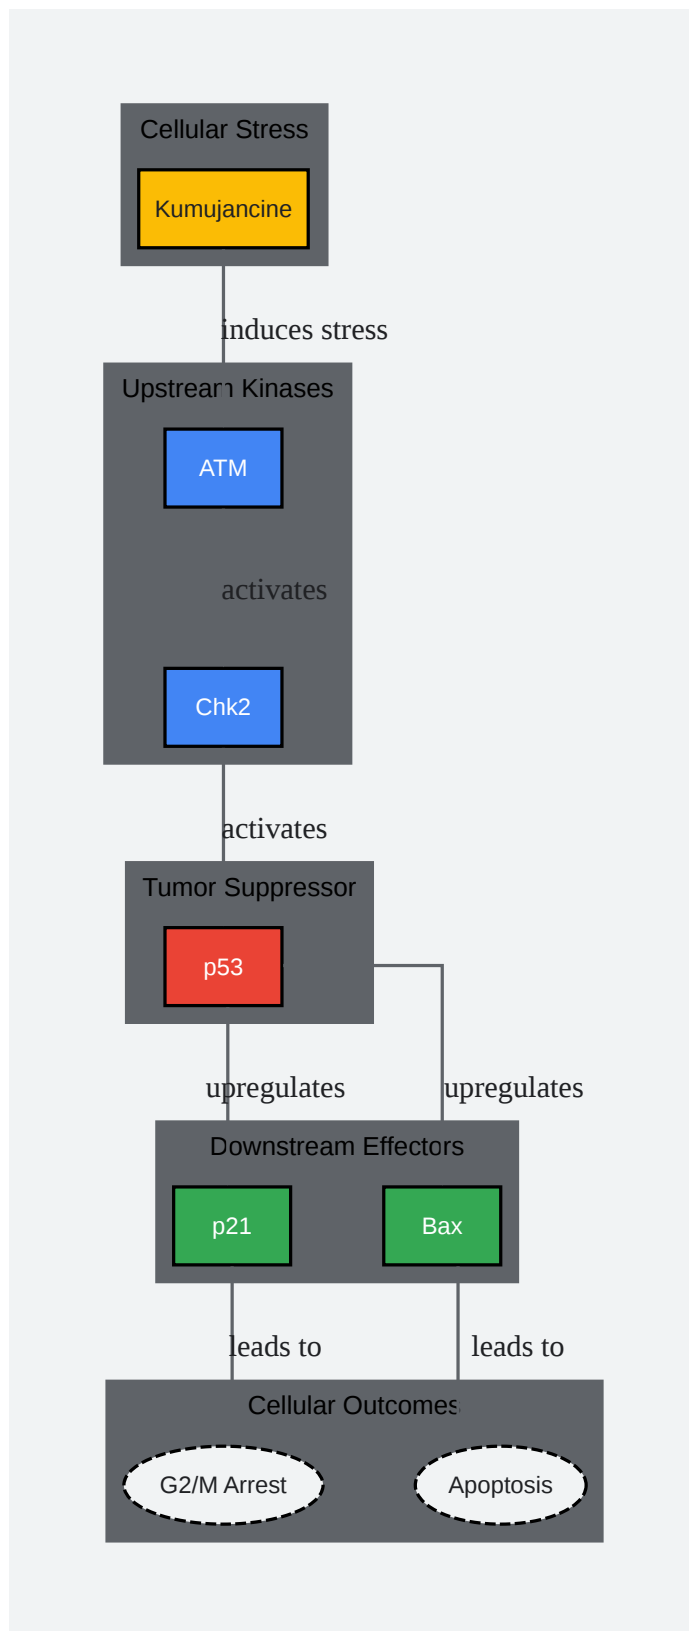 Cellular Stress
Kumujancine
induces stress
Upstream Kinases
ATM
activates
Chk2
activates
Tumor Suppressor
p53
upregulates
upregulates
Downstream Effectors
p21
Bax
leads to
leads to
Cellular Outcomes
G2/M Arrest
Apoptosis